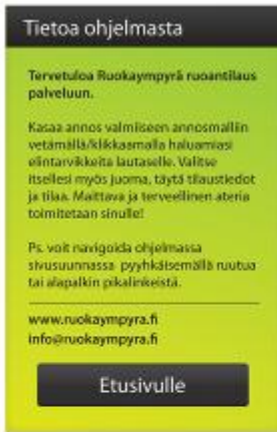 Tietoa ohjelmasta
Tervetuloa Ruokaympyrä ruoantilaus
palveluun.
Kasaa annos valmiiseen annosmalliin
vetämällä/klikkaamalla haluamiasi
elintarvikkeita lautaselle. Valitse
itsellesi myös juoma, täytä tilaustiedot
ja tilaa. Maittava ja terveellinen ateria
toimitetaan sinulle!
Ps. voit navigoida ohjelmassa
sivusuunnassa pyyhkäisemällä ruutua
tai alapalkin pikalinkeistä.
www.ruokaympyra.fi
info@ruokaympyra.fi
Etusivulle